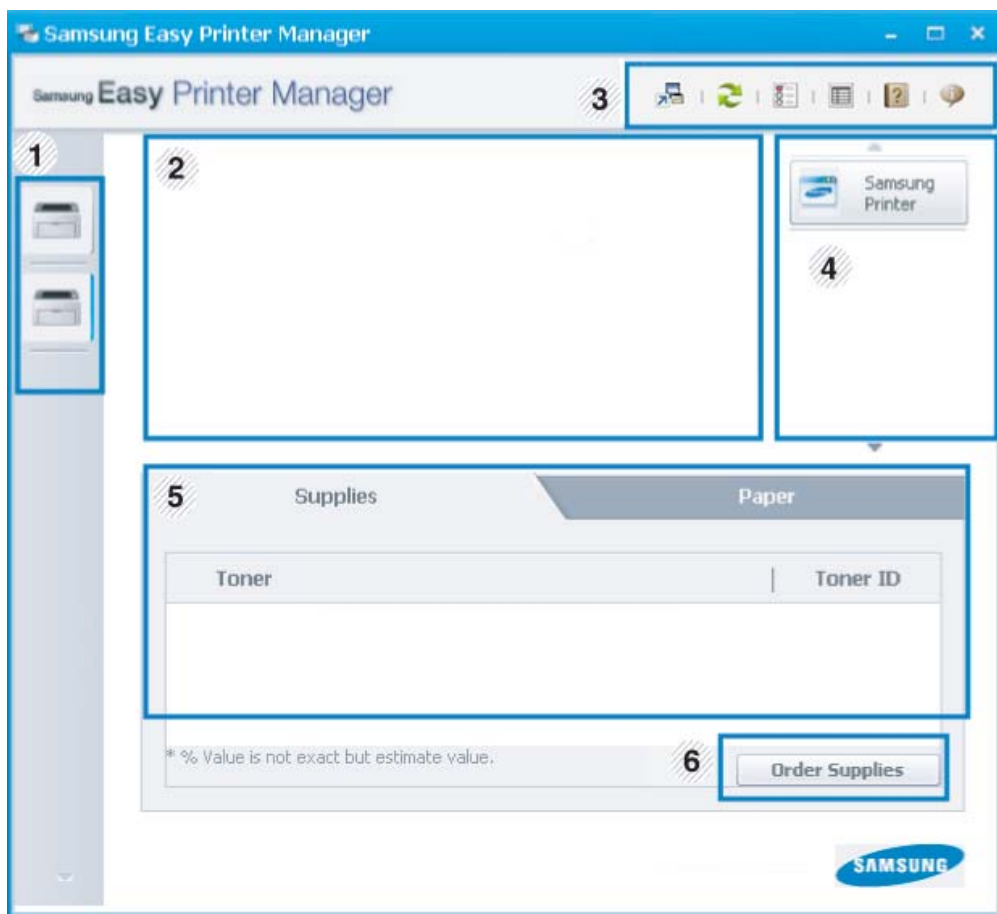 Samsung Easy Printer Manager
Samsung Easy Printer Manager
3
1
2
Samsung
Printer
4
5
Supplies
Paper
Toner
Toner ID
* % Value is not exact but estimate value.
6
Order Supplies
SAMSUNG